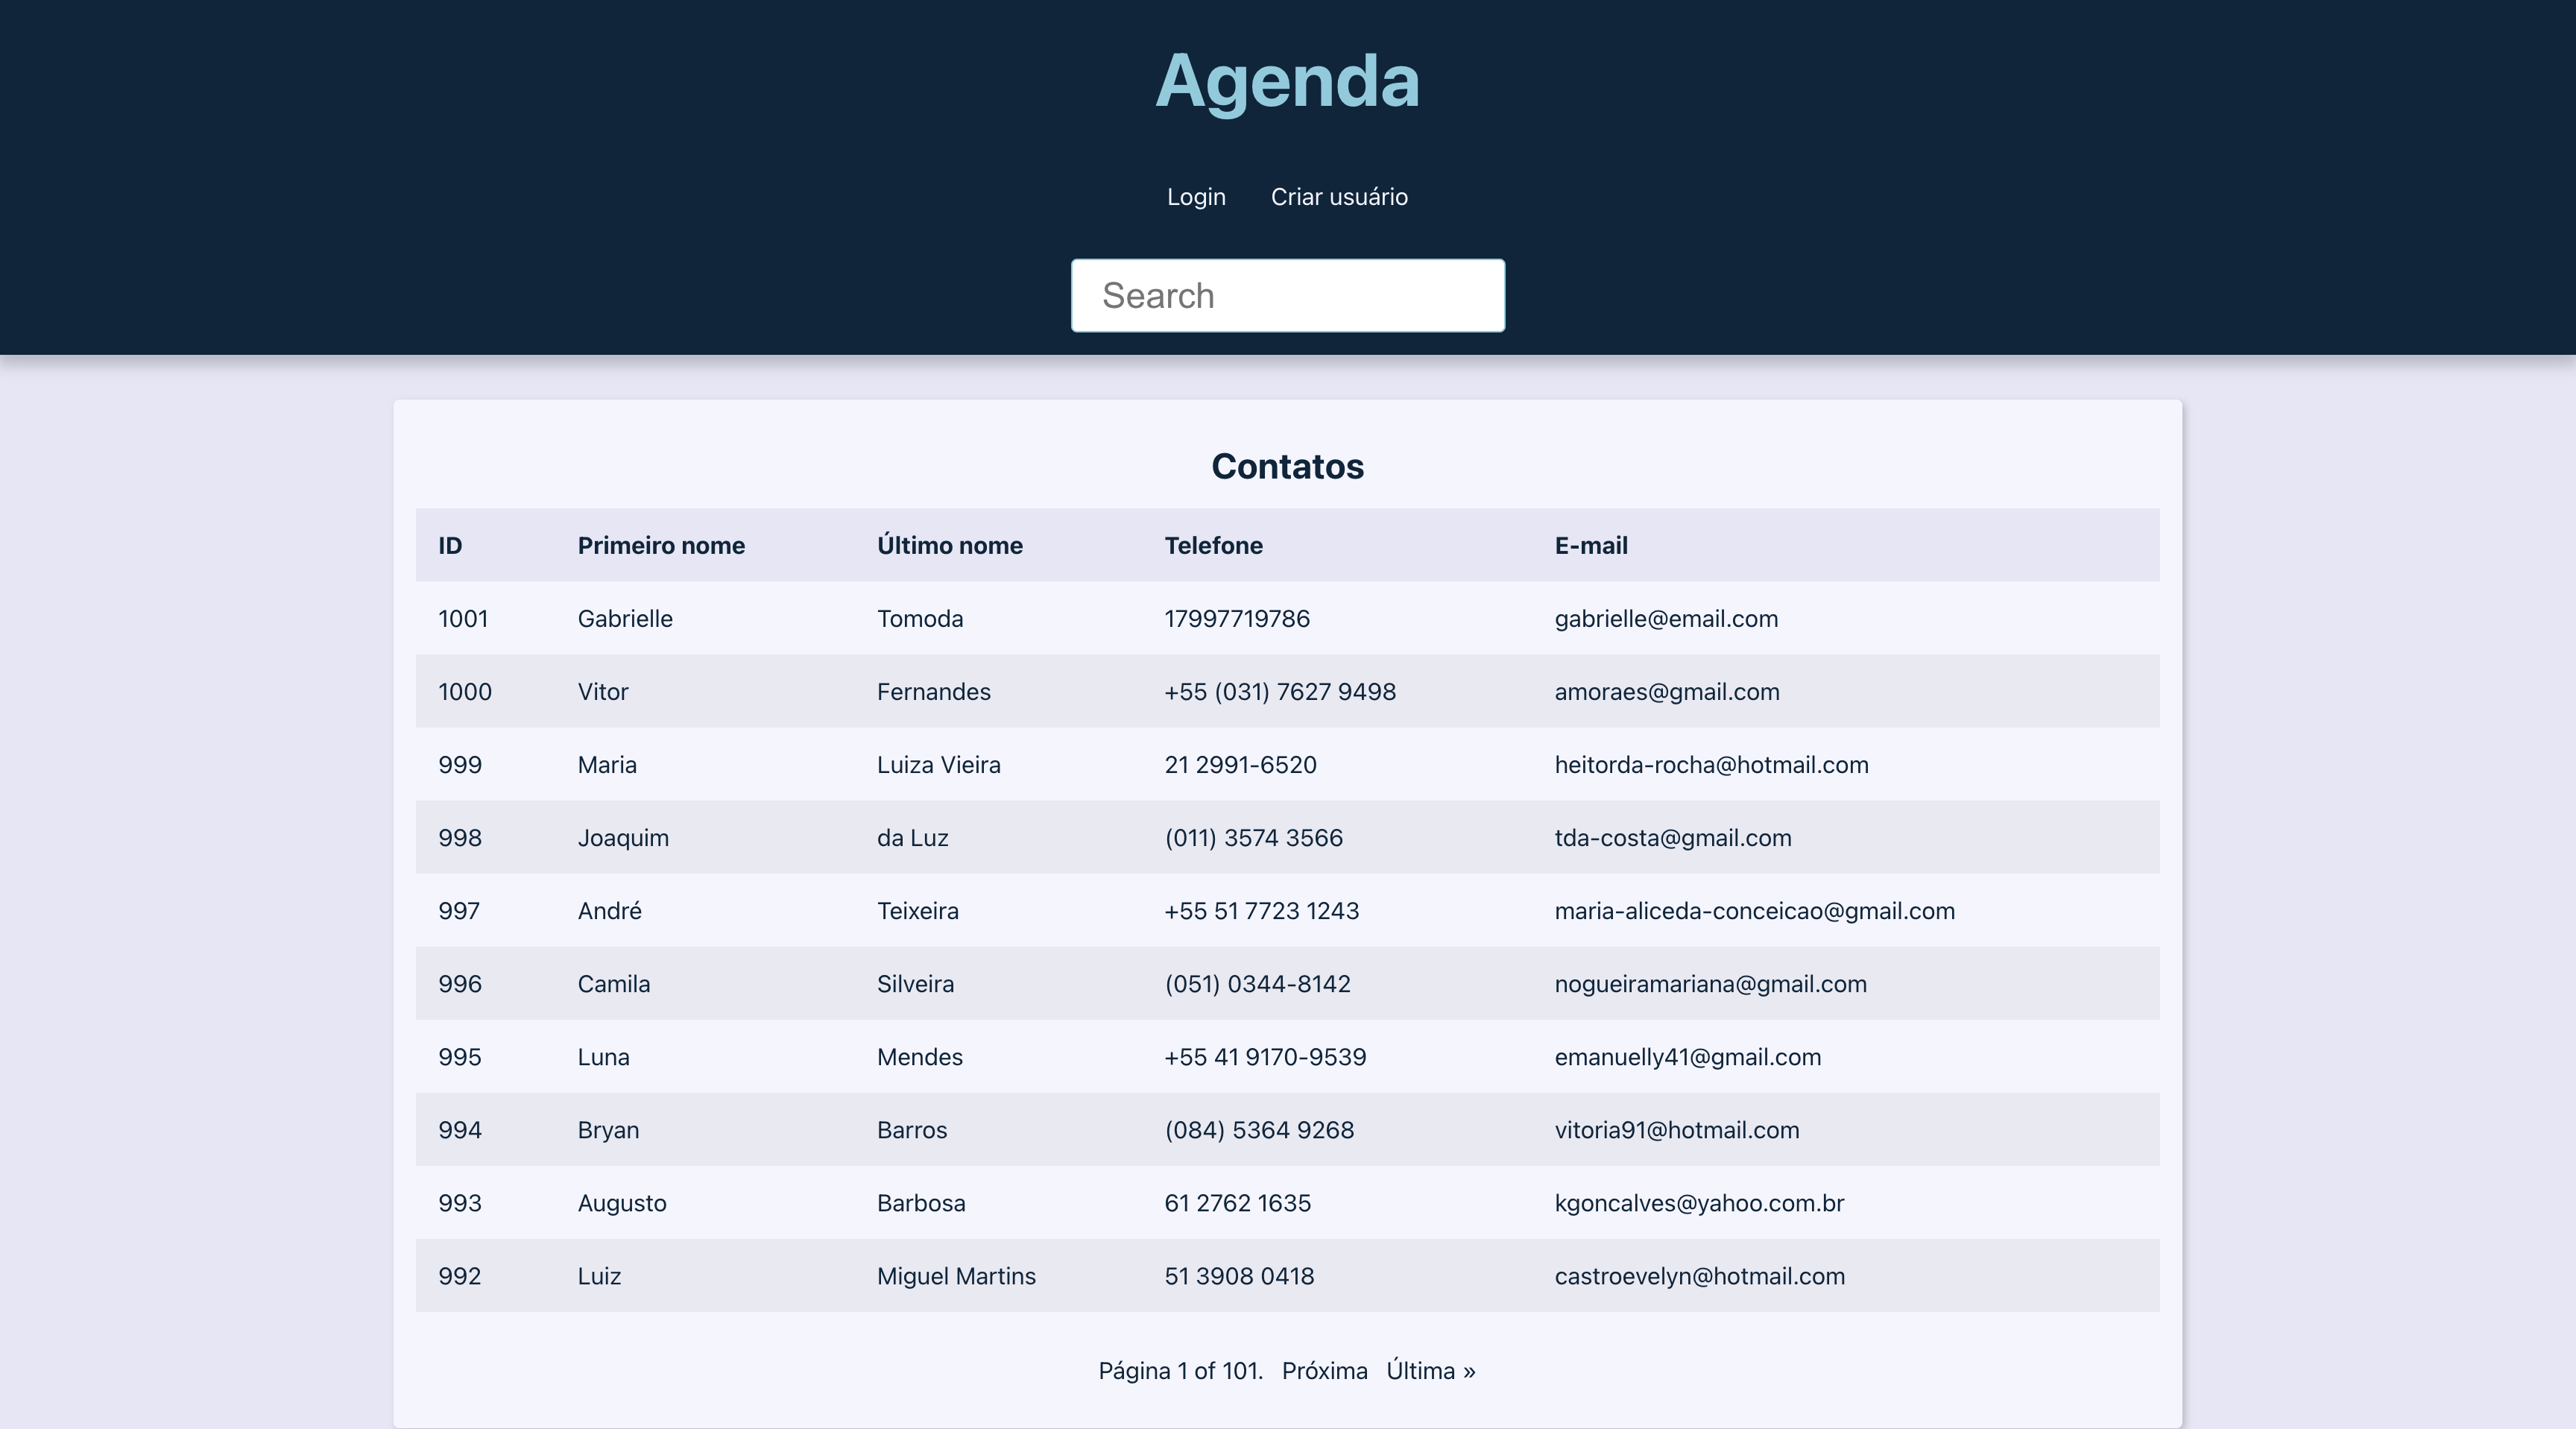 Agenda
Login Criar usuário
Search
Contatos
ID Primeiro nome Último nome Telefone E-mail
1001 Gabrielle Tomoda 17997719786 gabrielle@email.com
1000 Vitor Fernandes +55 (031) 7627 9498 amoraes@gmail.com
999 Maria Luiza Vieira 21 2991-6520 heitorda-rocha@hotmail.com
998 Joaquim da Luz (011) 3574 3566 tda-costa@gmail.com
997 André Teixeira +55 51 7723 1243 maria-aliceda-conceicao@gmail.com
996 Camila Silveira (051) 0344-8142 nogueiramariana@gmail.com
995 Luna Mendes +55 41 9170-9539 emanuelly41@gmail.com
994 Bryan Barros (084) 5364 9268 vitoria91@hotmail.com
993 Augusto Barbosa 61 2762 1635 kgoncalves@yahoo.com.br
992 Luiz Miguel Martins 51 3908 0418 castroevelyn@hotmail.com
Página 1 of 101. Próxima Última »